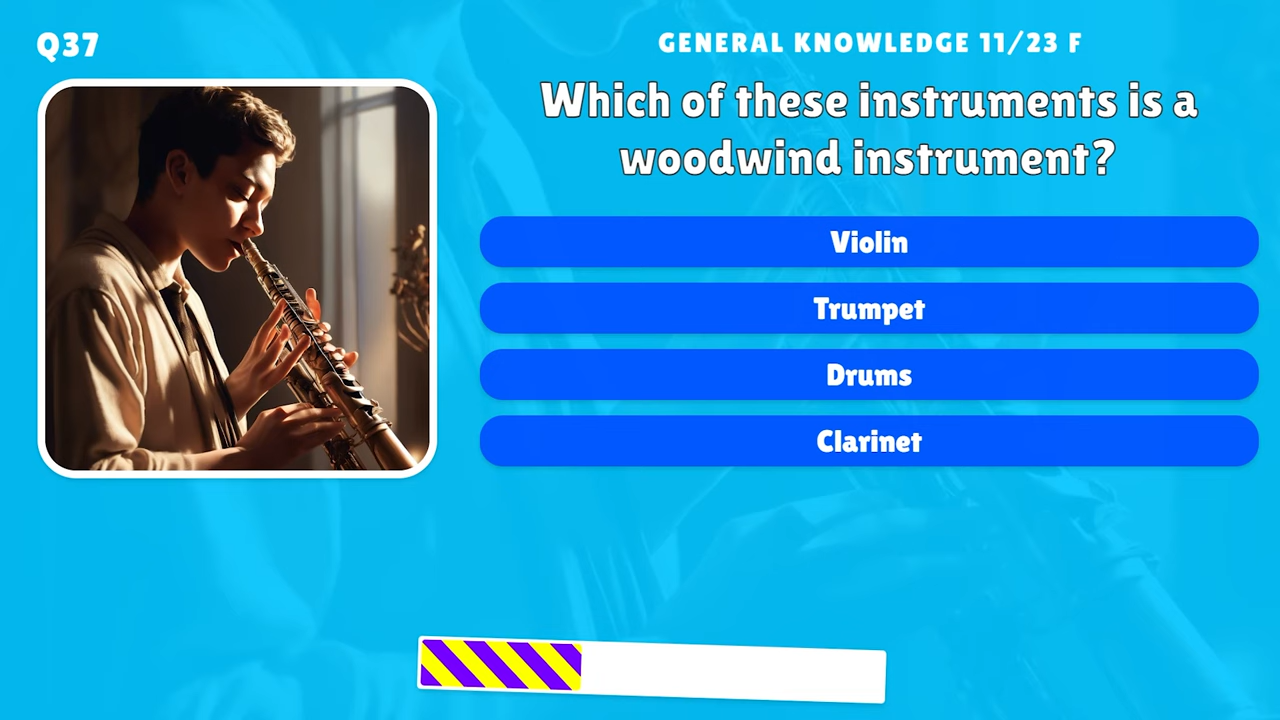 Q37
GENERAL KNOWLEDGE 11/23 F
Which of these instruments is a
woodwind instrument?
Violin
Trumpet
Drums
Clarinet